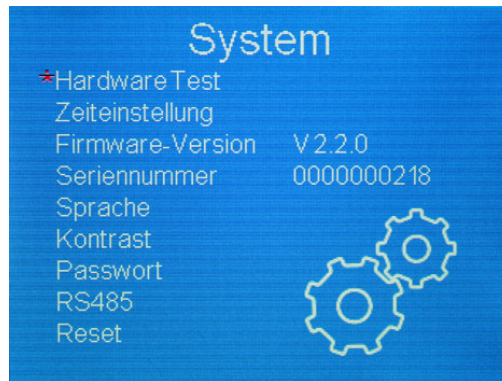 System
*Hardware Test
Zeiteinstellung
Firmware-Version V 2.2.0
Seriennummer 0000000218
Sprache
Kontrast
Passwort
RS485
Reset